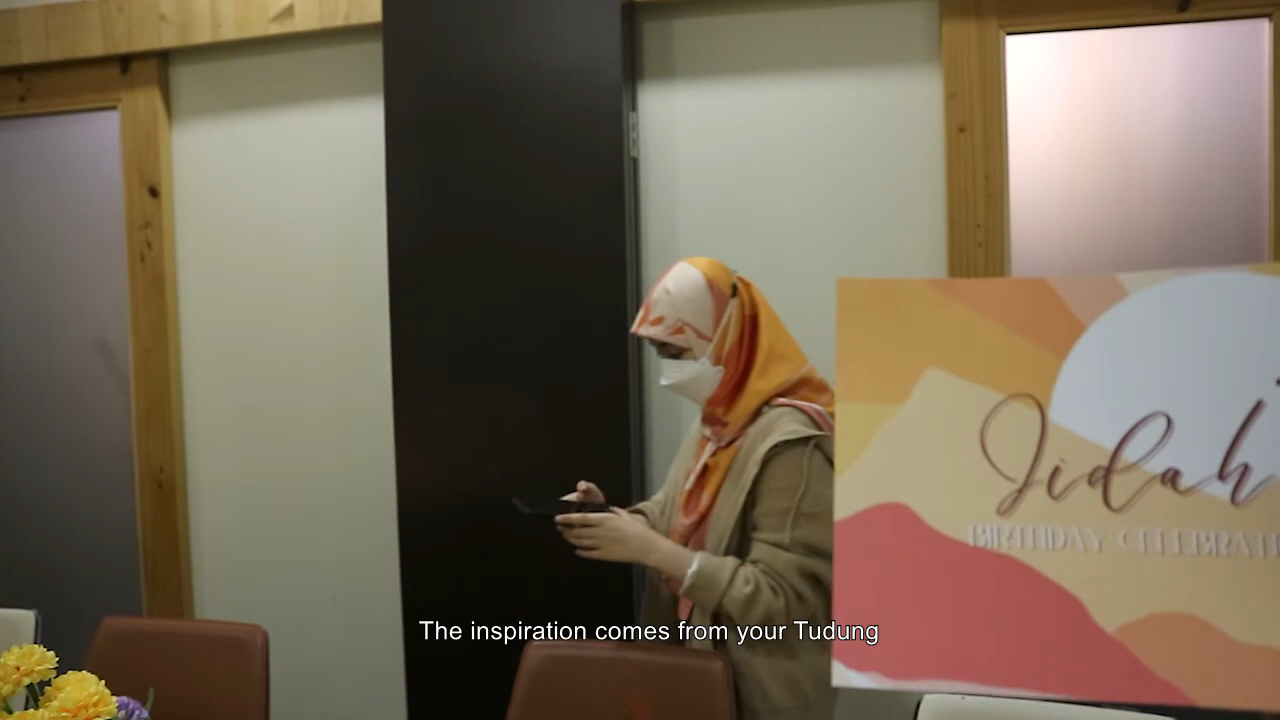 Jidah
BIRTHDAY CELEBRAT
The inspiration comes from your Tudung